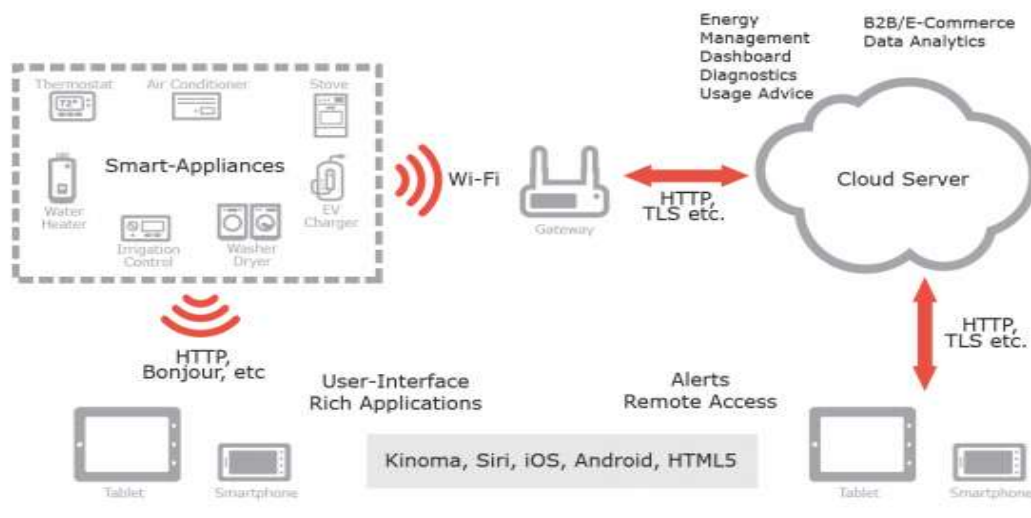 Energy
Management
Dashboard
Diagnostics
Usage Advice
B2B/E-Commerce
Data Analytics
Thermostat
Air Conditioner
Stove
72°
Smart-Appliances
Water
Heater
Irrigation
Control
Washer
Dryer
EV
Charger
Wi-Fi
Gateway
HTTP,
TLS etc.
Cloud Server
HTTP,
TLS etc.
HTTP,
Bonjour, etc
User-Interface
Rich Applications
Alerts
Remote Access
Kinoma, Siri, iOS, Android, HTML5
Tablet
Smartphone
Tablet
Smartphone